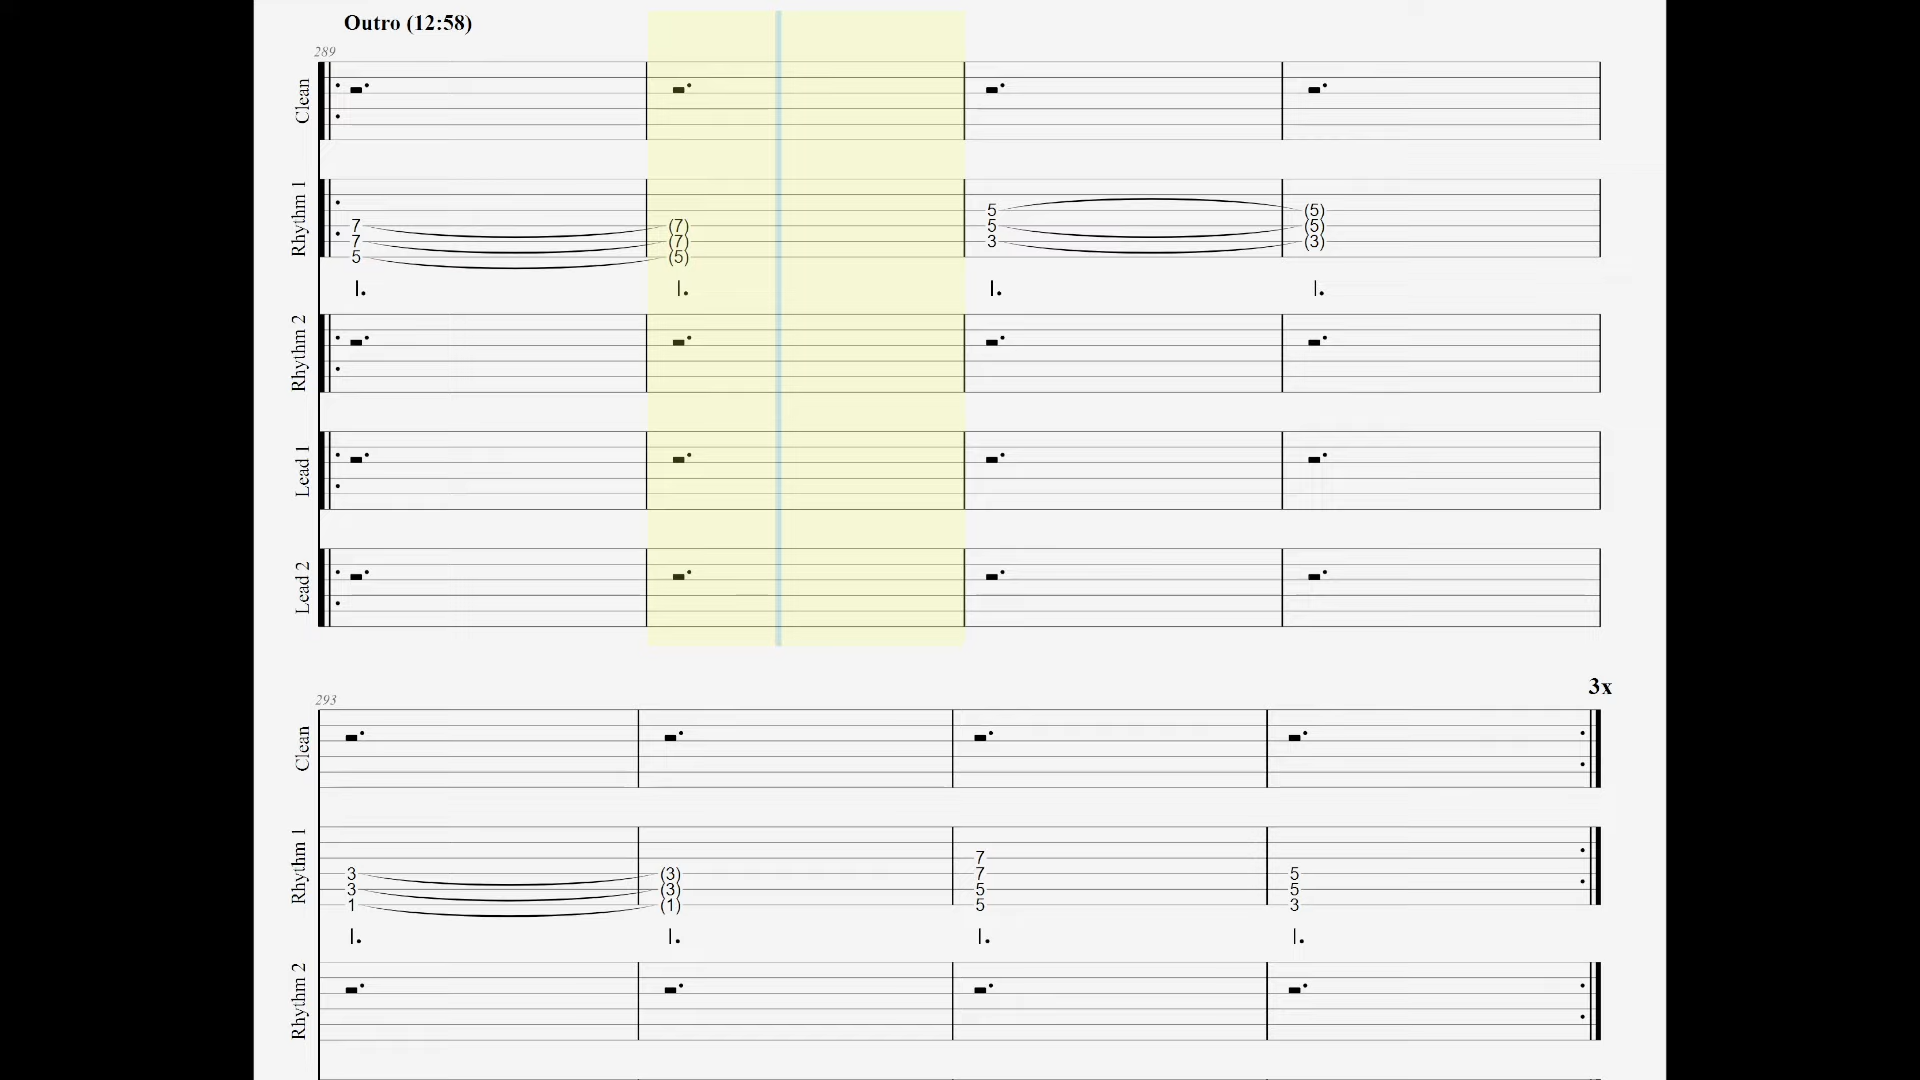 Outro (12:58)
289
Clean
Rhythm 1
5 (5)
7 (7) 5 (5)
7 (7) 3 (3)
5 (5)
Rhythm 2
Lead 1
Lead 2
3x
293
Clean
Rhythm 1
7
3 (3) 7 5
3 (3) 5 5
1 (1) 5 3
Rhythm 2